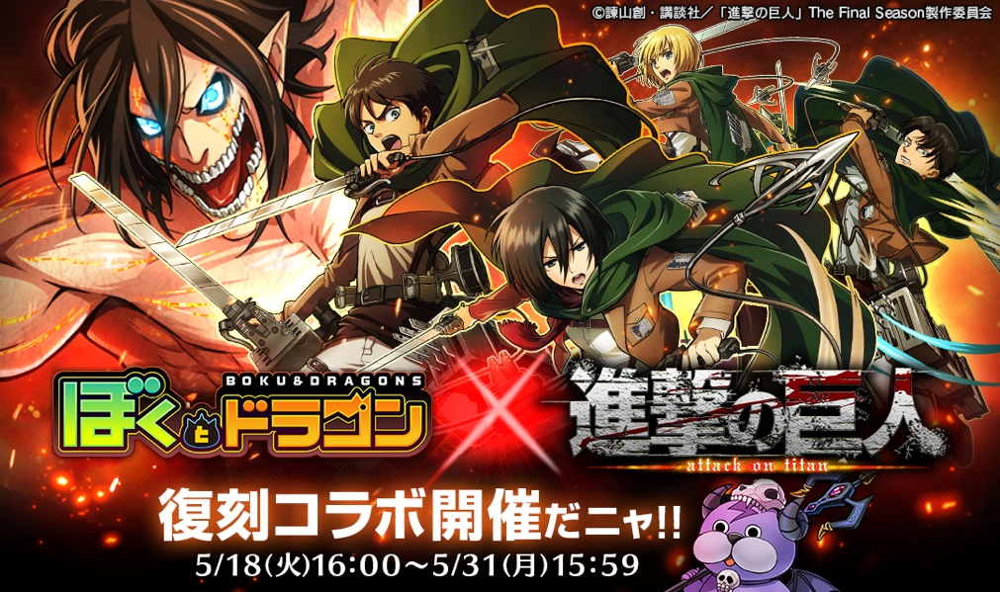 ©諫山創・講談社／「進撃の巨人」The Final Season製作委員会
BOKU&DRAGONS
ぼくとドラゴン
×
進撃の巨人
attack on titan
復刻コラボ開催だニャ!!
5/18(火)16:00〜5/31(月)15:59